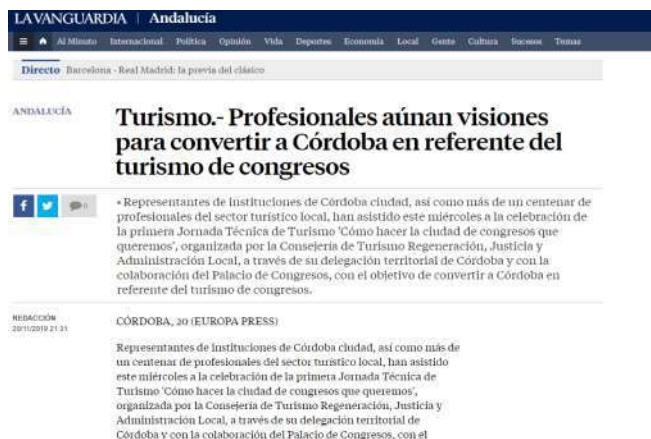 LA VANGUARDIA | Andalucía
Al Minuto Internacional Política Opinión Vida Deportes Economía Local Gente Cultura Sucesos Temas
Directo Barcelona - Real Madrid: la previa del clásico
ANDALUCÍA
Turismo.- Profesionales aúnan visiones
para convertir a Córdoba en referente del
turismo de congresos
f 0
• Representantes de instituciones de Córdoba ciudad, así como más de un centenar de
profesionales del sector turístico local, han asistido este miércoles a la celebración de
la primera Jornada Técnica de Turismo 'Cómo hacer la ciudad de congresos que
queremos', organizada por la Consejería de Turismo Regeneración, Justicia y
Administración Local, a través de su delegación territorial de Córdoba y con la
colaboración del Palacio de Congresos, con el objetivo de convertir a Córdoba en
referente del turismo de congresos.
REDACCIÓN
20/11/2019 21:31
CÓRDOBA, 20 (EUROPA PRESS)
Representantes de instituciones de Córdoba ciudad, así como más de
un centenar de profesionales del sector turístico local, han asistido
este miércoles a la celebración de la primera Jornada Técnica de
Turismo 'Cómo hacer la ciudad de congresos que queremos',
organizada por la Consejería de Turismo Regeneración, Justicia y
Administración Local, a través de su delegación territorial de
Córdoba y con la colaboración del Palacio de Congresos, con el